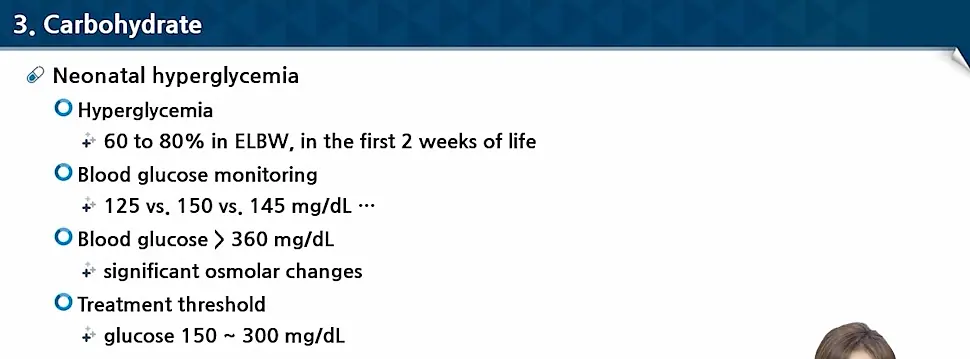 3. Carbohydrate
Neonatal hyperglycemia
Hyperglycemia
60 to 80% in ELBW, in the first 2 weeks of life
Blood glucose monitoring
125 vs. 150 vs. 145 mg/dL ⋯
Blood glucose > 360 mg/dL
significant osmolar changes
Treatment threshold
glucose 150 ~ 300 mg/dL